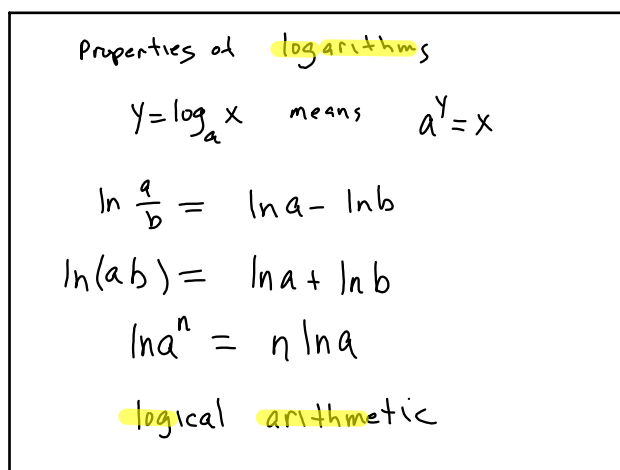 Properties of logarithms
y = log_a x means a^y = x
ln a/b = ln a - ln b
ln(ab) = ln a + ln b
ln a^n = n ln a
logical arithmetic